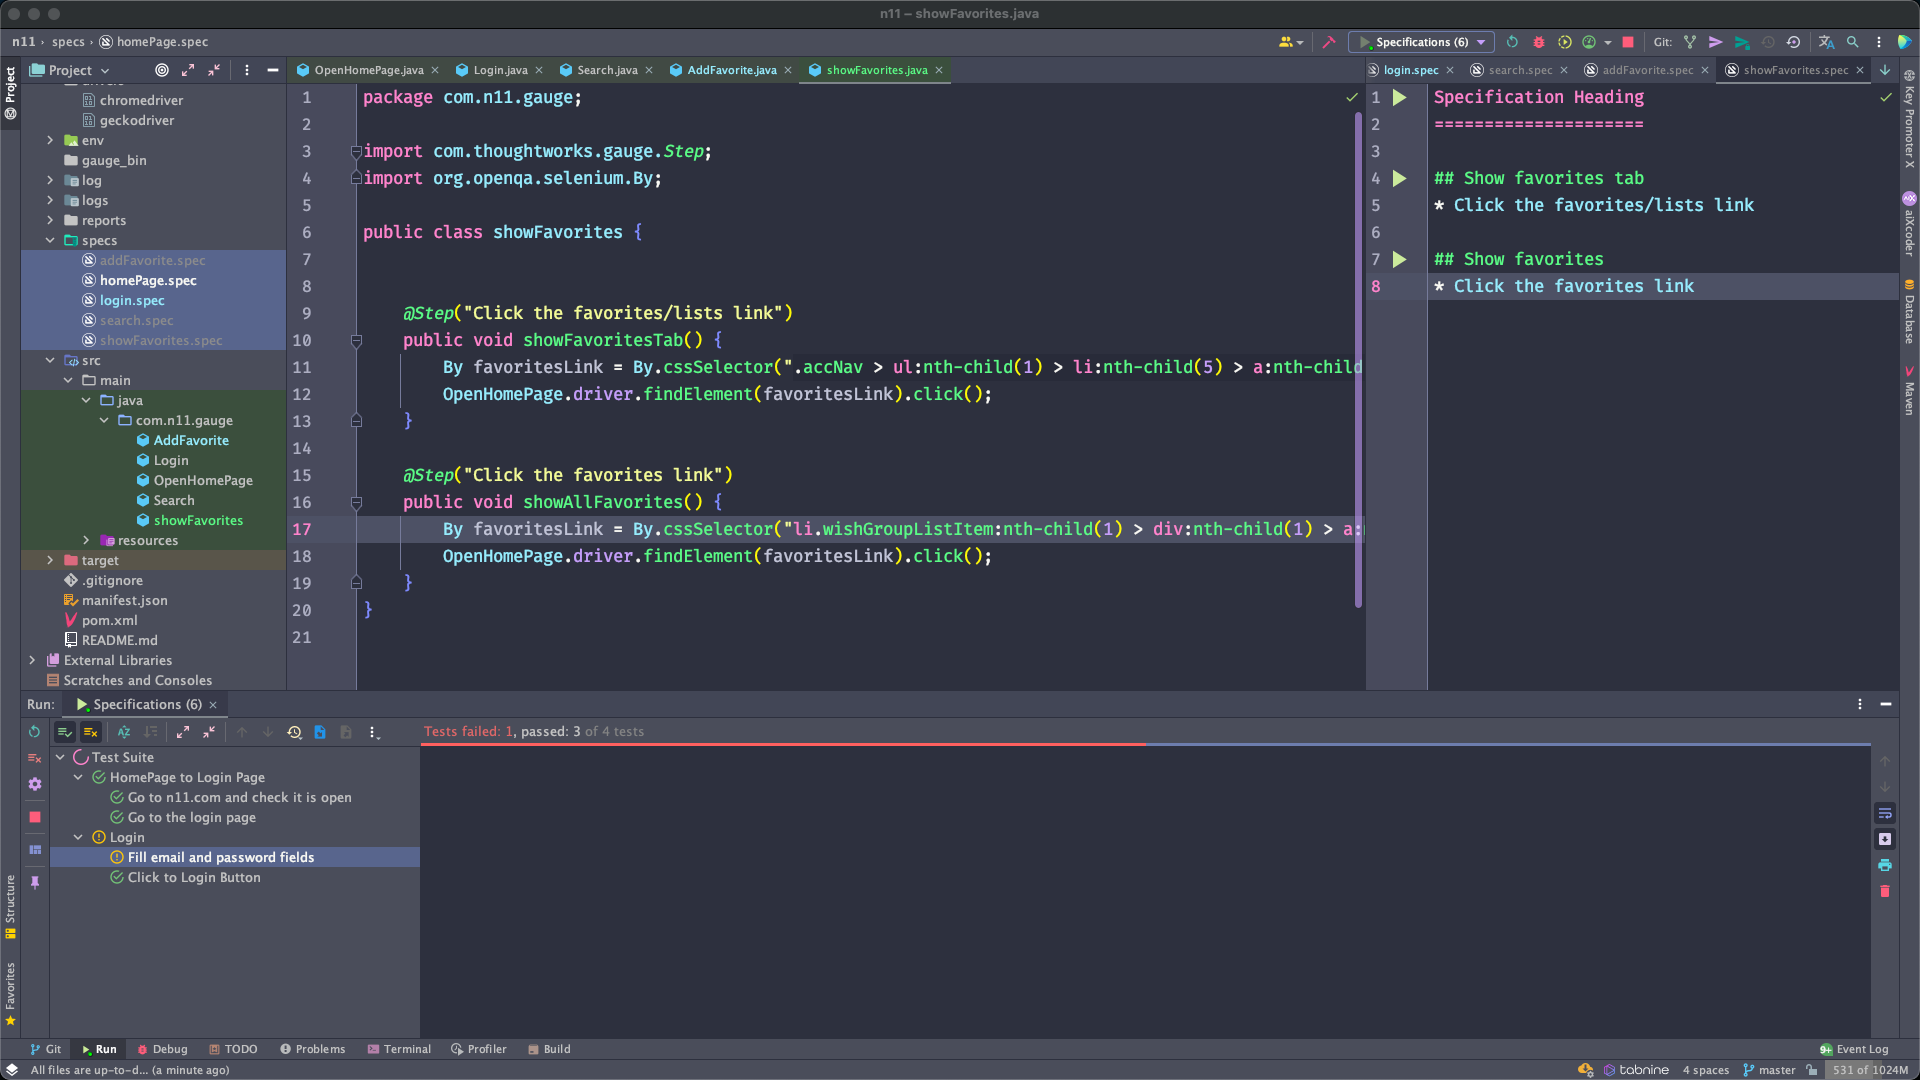 n11 – showFavorites.java
n11 › specs › homePage.spec
Specifications (6)
Git:
Project
OpenHomePage.java
Login.java
Search.java
AddFavorite.java
showFavorites.java
login.spec
search.spec
addFavorite.spec
showFavorites.spec
Project
chromedriver
geckodriver
env
gauge_bin
log
logs
reports
specs
addFavorite.spec
homePage.spec
login.spec
search.spec
showFavorites.spec
src
main
java
com.n11.gauge
AddFavorite
Login
OpenHomePage
Search
showFavorites
resources
target
.gitignore
manifest.json
pom.xml
README.md
External Libraries
Scratches and Consoles
1 package com.n11.gauge;
2
3 import com.thoughtworks.gauge.Step;
4 import org.openqa.selenium.By;
5
6 public class showFavorites {
7
8
9 @Step("Click the favorites/lists link")
10 public void showFavoritesTab() {
11 By favoritesLink = By.cssSelector(".accNav > ul:nth-child(1) > li:nth-child(5) > a:nth-child
12 OpenHomePage.driver.findElement(favoritesLink).click();
13 }
14
15 @Step("Click the favorites link")
16 public void showAllFavorites() {
17 By favoritesLink = By.cssSelector("li.wishGroupListItem:nth-child(1) > div:nth-child(1) > a:
18 OpenHomePage.driver.findElement(favoritesLink).click();
19 }
20 }
21
1 Specification Heading
2 =====================
3
4 ## Show favorites tab
5 * Click the favorites/lists link
6
7 ## Show favorites
8 * Click the favorites link
Key Promoter X
aiXcoder
Database
Maven
Run:
Specifications (6)
Tests failed: 1, passed: 3 of 4 tests
Test Suite
HomePage to Login Page
Go to n11.com and check it is open
Go to the login page
Login
Fill email and password fields
Click to Login Button
Structure
Favorites
Git
Run
Debug
TODO
Problems
Terminal
Profiler
Build
9+ Event Log
All files are up-to-d... (a minute ago)
tabnine
4 spaces
master
531 of 1024M